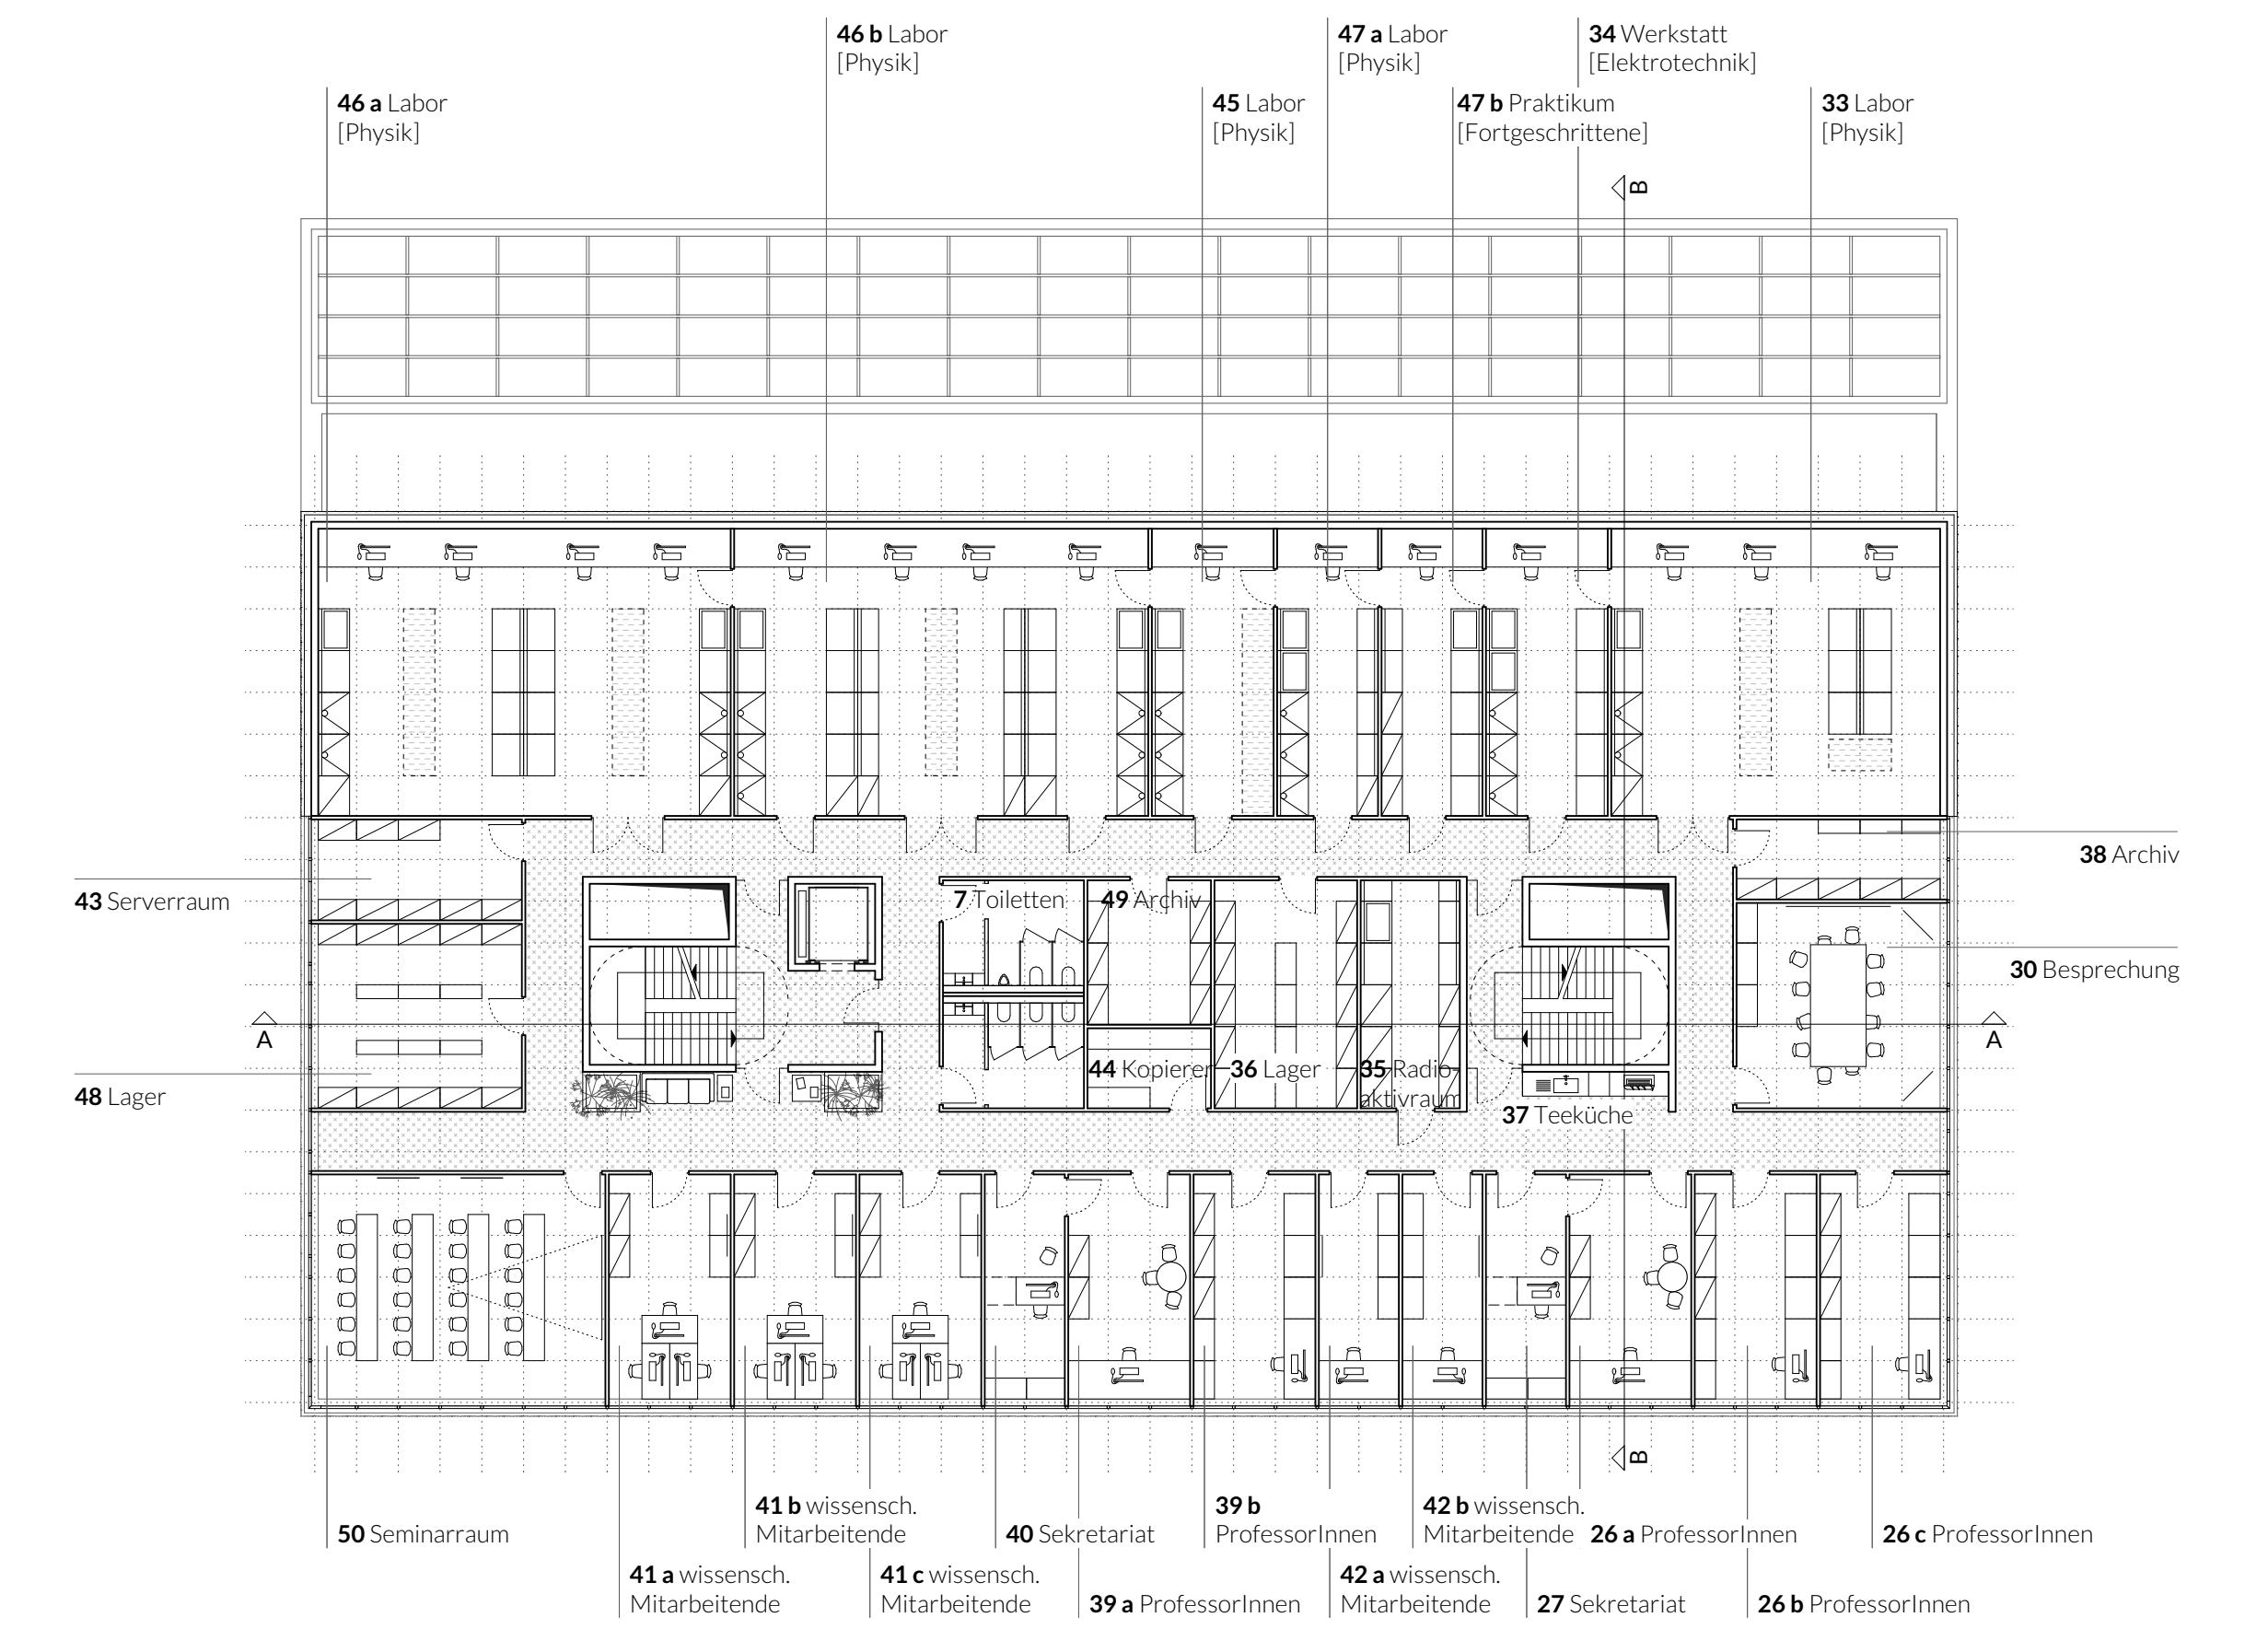 46 b Labor
[Physik]
47 a Labor
[Physik]
34 Werkstatt
[Elektrotechnik]
46 a Labor
[Physik]
45 Labor
[Physik]
47 b Praktikum
[Fortgeschrittene]
33 Labor
[Physik]
B
38 Archiv
43 Serverraum
7 Toiletten
49 Archiv
30 Besprechung
A
A
44 Kopierer
36 Lager
35 Radio-
aktivraum
48 Lager
37 Teeküche
B
41 b wissensch.
Mitarbeitende
39 b
ProfessorInnen
42 b wissensch.
Mitarbeitende
50 Seminarraum
40 Sekretariat
26 a ProfessorInnen
26 c ProfessorInnen
41 a wissensch.
Mitarbeitende
41 c wissensch.
Mitarbeitende
39 a ProfessorInnen
42 a wissensch.
Mitarbeitende
27 Sekretariat
26 b ProfessorInnen